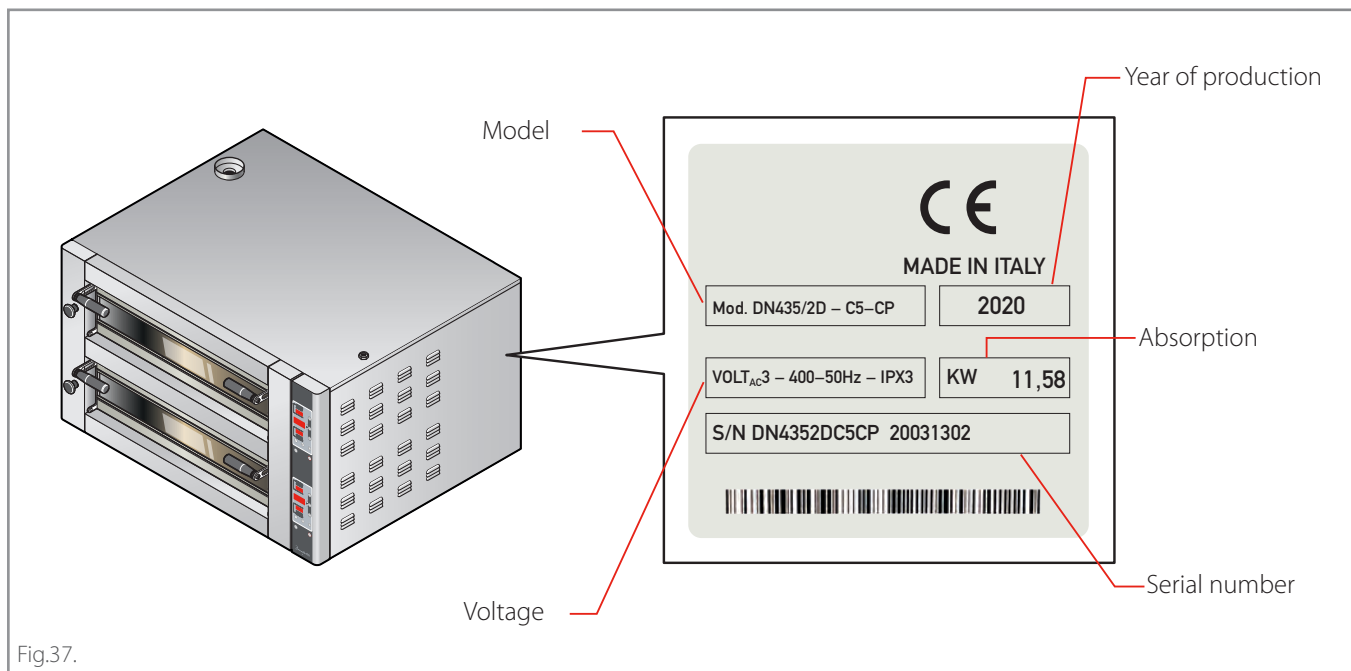 Year of production
Model
CE
MADE IN ITALY
Mod. DN435/2D – C5–CP
2020
Absorption
VOLTAC3 – 400–50Hz – IPX3
KW 11,58
S/N DN4352DC5CP 20031302
Serial number
Voltage
Fig.37.